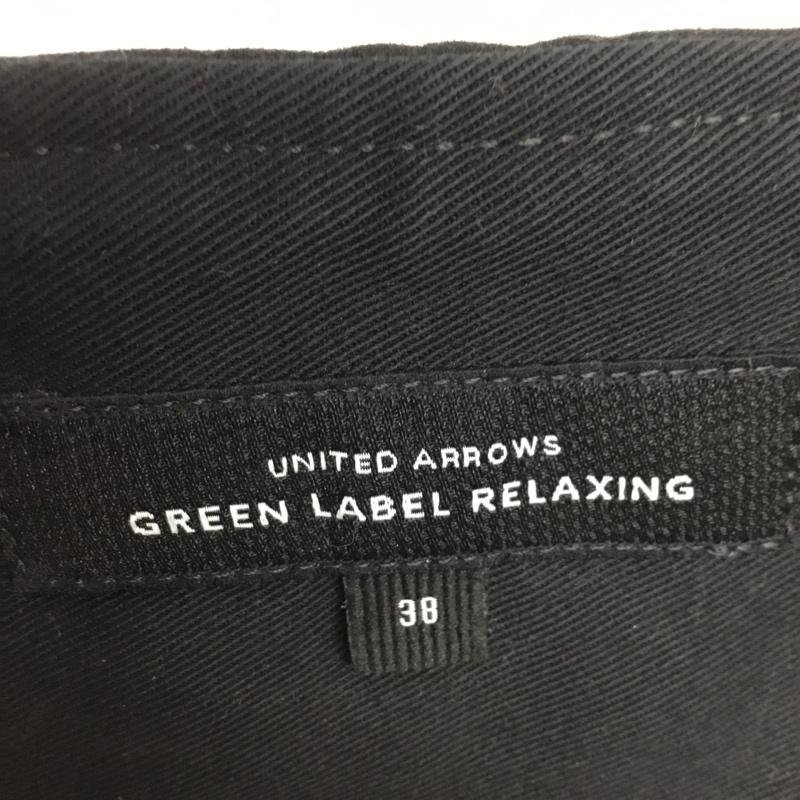 UNITED ARROWS
GREEN LABEL RELAXING
38